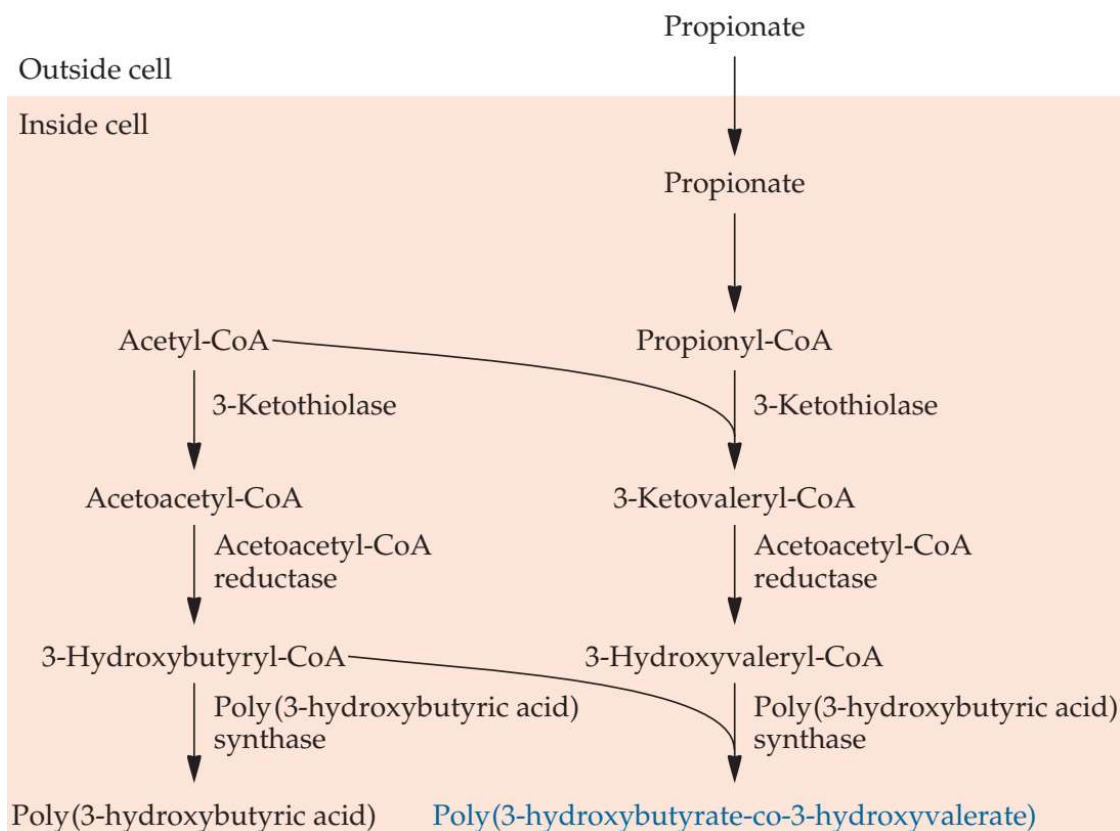 Propionate
Outside cell
Inside cell
Propionate
Acetyl-CoA
Propionyl-CoA
3-Ketothiolase
3-Ketothiolase
Acetoacetyl-CoA
3-Ketovaleryl-CoA
Acetoacetyl-CoA
reductase
Acetoacetyl-CoA
reductase
3-Hydroxybutyryl-CoA
3-Hydroxyvaleryl-CoA
Poly(3-hydroxybutyric acid)
synthase
Poly(3-hydroxybutyric acid)
synthase
Poly(3-hydroxybutyric acid)
Poly(3-hydroxybutyrate-co-3-hydroxyvalerate)